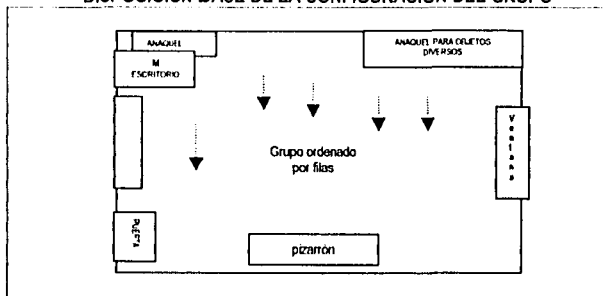 DISPOSICIÓN BASE DE LA CONFIGURACIÓN DEL GRUPO
ANAQUEL
ANAQUEL PARA OBJETOS
DIVERSOS
M
ESCRITORIO
Ventana
Grupo ordenado
por filas
PUERTA
pizarrón